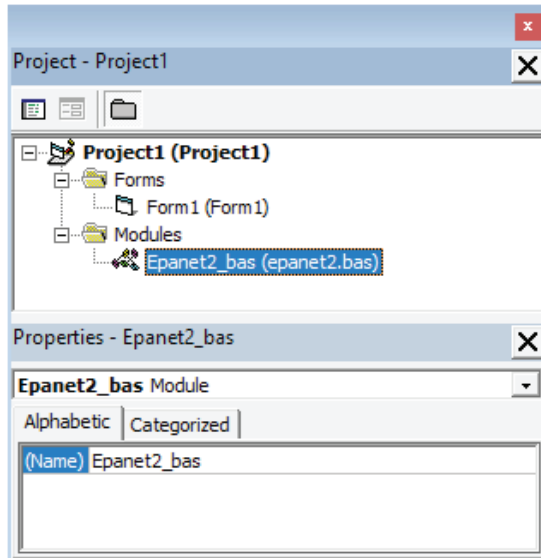 Project - Project1
Project1 (Project1)
Forms
Form1 (Form1)
Modules
Epanet2_bas (epanet2.bas)
Properties - Epanet2_bas
Epanet2_bas Module
Alphabetic Categorized
(Name) Epanet2_bas